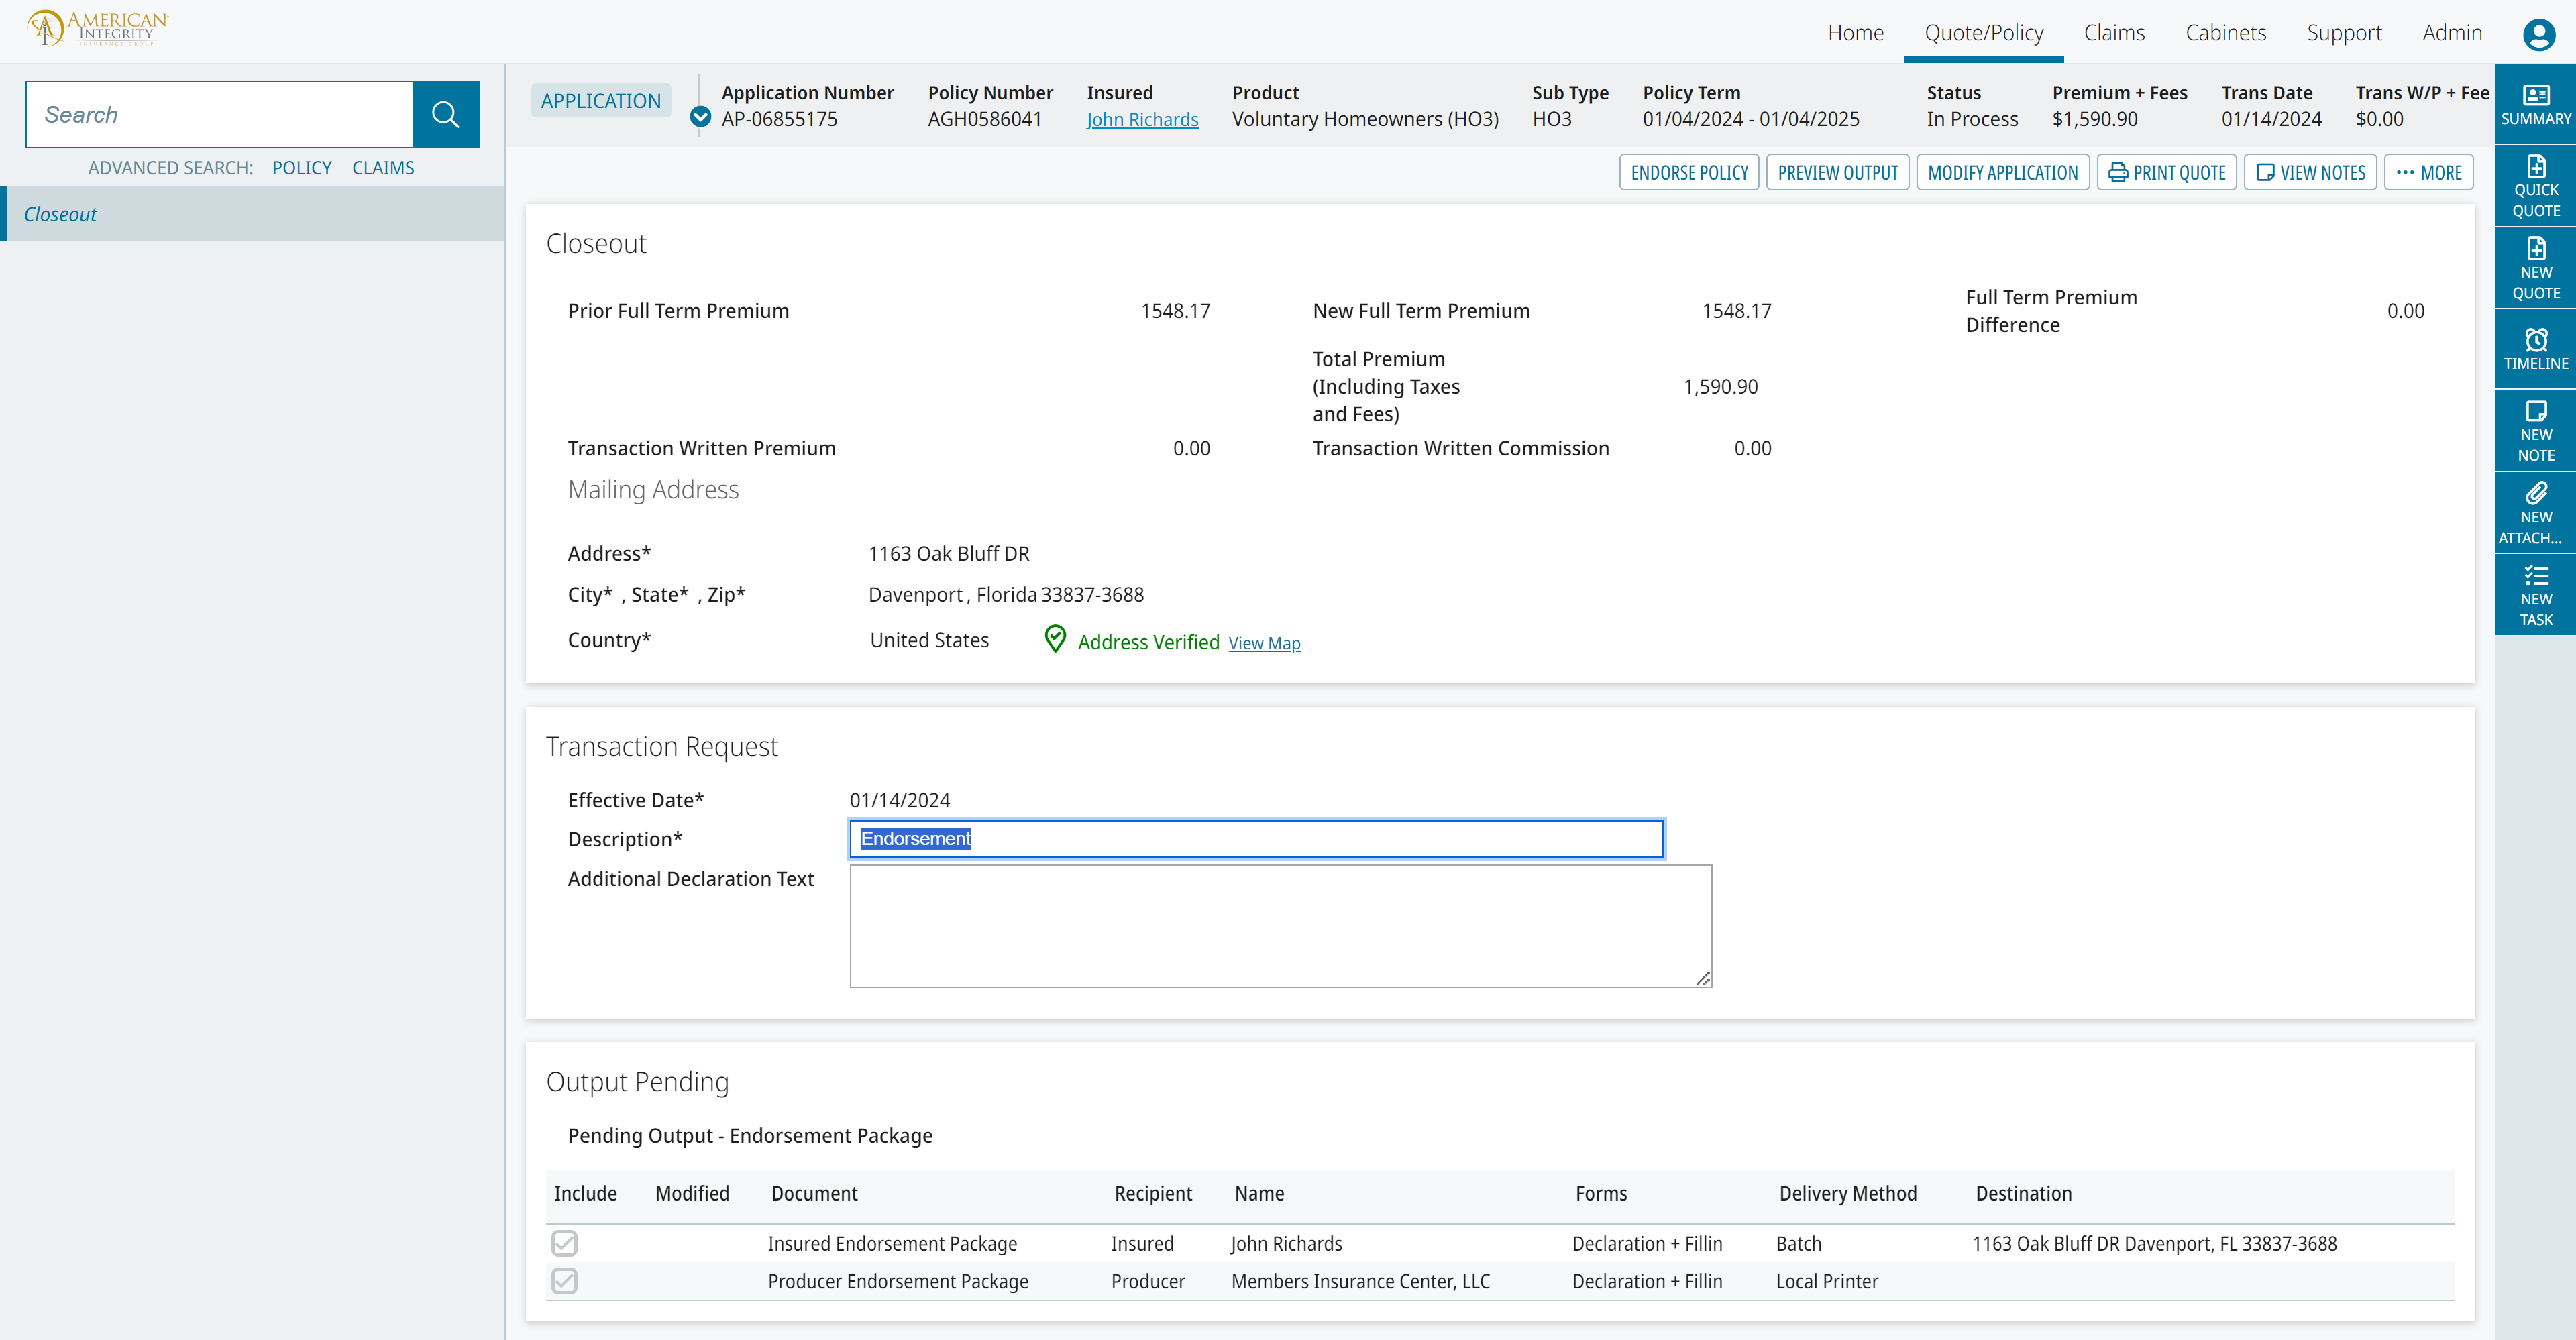 AMERICAN INTEGRITY
INSURANCE GROUP
Home Quote/Policy Claims Cabinets Support Admin
Search
ADVANCED SEARCH: POLICY CLAIMS
Closeout
APPLICATION
Application Number Policy Number Insured Product Sub Type Policy Term Status Premium + Fees Trans Date Trans W/P + Fee
AP-06855175 AGH0586041 John Richards Voluntary Homeowners (HO3) HO3 01/04/2024 - 01/04/2025 In Process $1,590.90 01/14/2024 $0.00
ENDORSE POLICY PREVIEW OUTPUT MODIFY APPLICATION PRINT QUOTE VIEW NOTES ··· MORE
Closeout
Prior Full Term Premium 1548.17 New Full Term Premium 1548.17 Full Term Premium Difference 0.00
Total Premium (Including Taxes and Fees) 1,590.90
Transaction Written Premium 0.00 Transaction Written Commission 0.00
Mailing Address
Address* 1163 Oak Bluff DR
City* , State* , Zip* Davenport , Florida 33837-3688
Country* United States Address Verified View Map
Transaction Request
Effective Date* 01/14/2024
Description* Endorsement
Additional Declaration Text
Output Pending
Pending Output - Endorsement Package
Include Modified Document Recipient Name Forms Delivery Method Destination
Insured Endorsement Package Insured John Richards Declaration + Fillin Batch 1163 Oak Bluff DR Davenport, FL 33837-3688
Producer Endorsement Package Producer Members Insurance Center, LLC Declaration + Fillin Local Printer
SUMMARY
QUICK QUOTE
NEW QUOTE
TIMELINE
NEW NOTE
NEW ATTACH...
NEW TASK